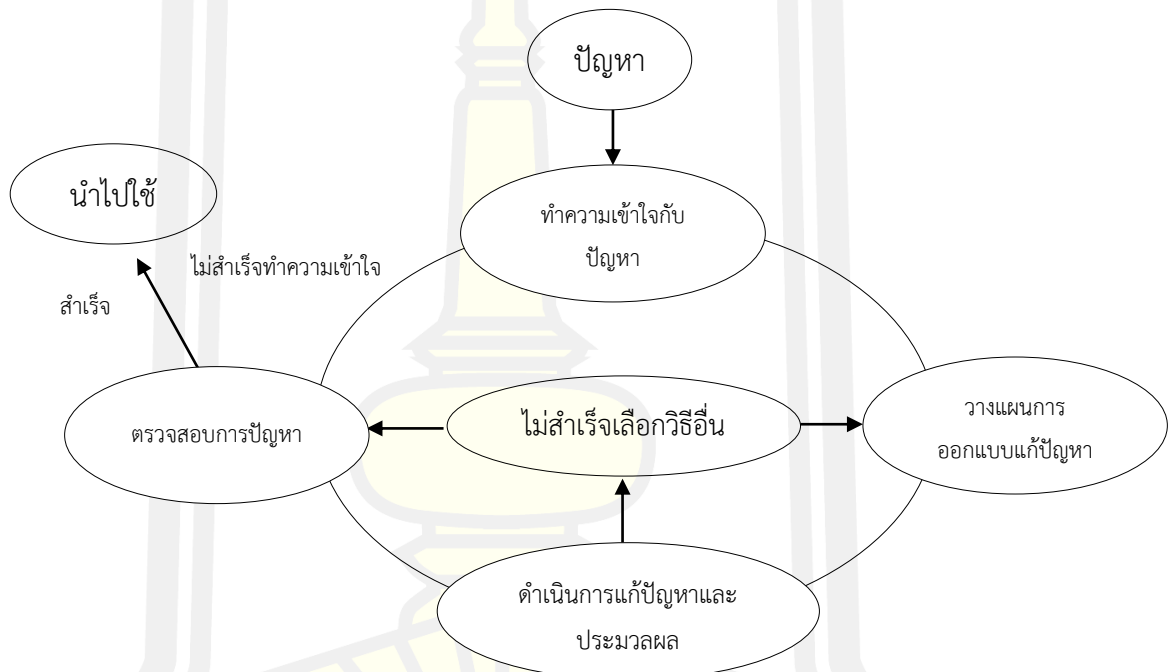 ปัญหา
นำไปใช้
ทำความเข้าใจกับ
ปัญหา
ไม่สำเร็จทำความเข้าใจ
สำเร็จ
ตรวจสอบการปัญหา
ไม่สำเร็จเลือกวิธีอื่น
วางแผนการ
ออกแบบแก้ปัญหา
ดำเนินการแก้ปัญหาและ
ประมวลผล